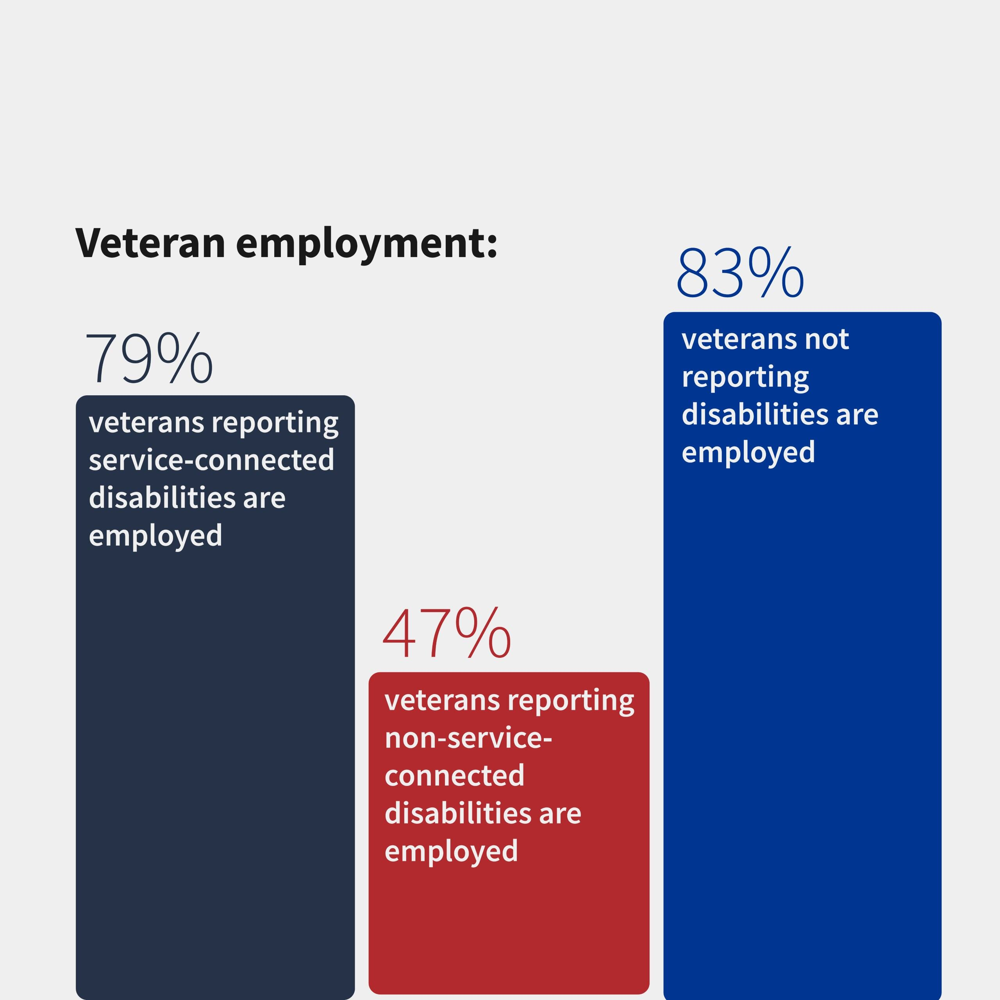 Veteran employment:
79%
veterans reporting
service-connected
disabilities are
employed
47%
veterans reporting
non-service-
connected
disabilities are
employed
83%
veterans not
reporting
disabilities are
employed